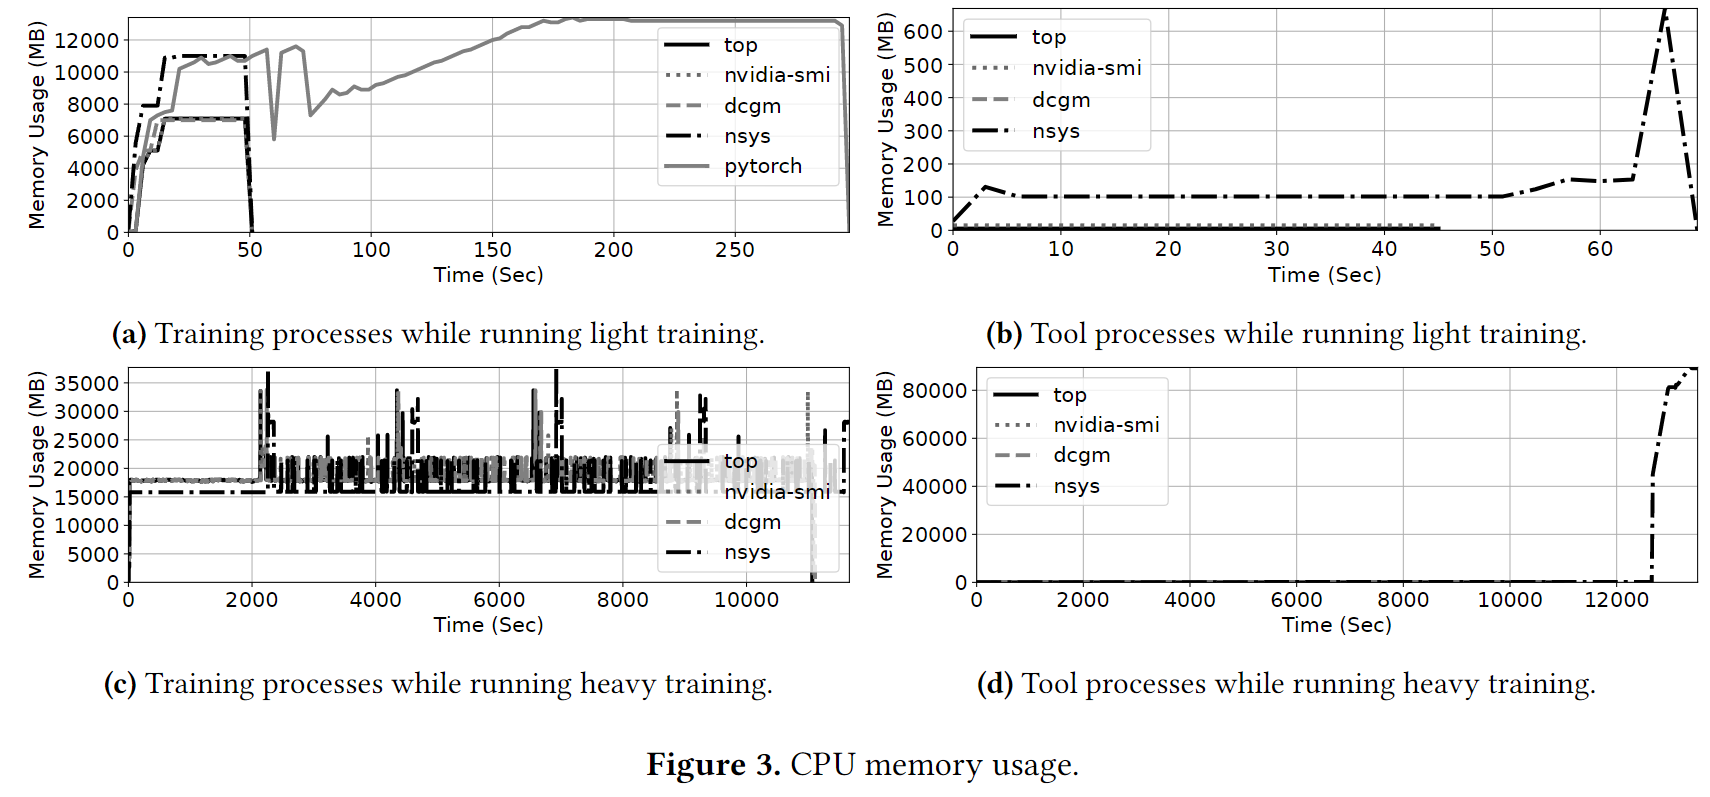 Memory Usage (MB)
12000
10000
8000
6000
4000
2000
0
0 50 100 150 200 250
Time (Sec)
top
nvidia-smi
dcgm
nsys
pytorch
(a) Training processes while running light training.
Memory Usage (MB)
600
500
400
300
200
100
0
0 10 20 30 40 50 60
Time (Sec)
top
nvidia-smi
dcgm
nsys
(b) Tool processes while running light training.
Memory Usage (MB)
35000
30000
25000
20000
15000
10000
5000
0
0 2000 4000 6000 8000 10000
Time (Sec)
top
nvidia-smi
dcgm
nsys
(c) Training processes while running heavy training.
Memory Usage (MB)
80000
60000
40000
20000
0
0 2000 4000 6000 8000 10000 12000
Time (Sec)
top
nvidia-smi
dcgm
nsys
(d) Tool processes while running heavy training.
Figure 3. CPU memory usage.